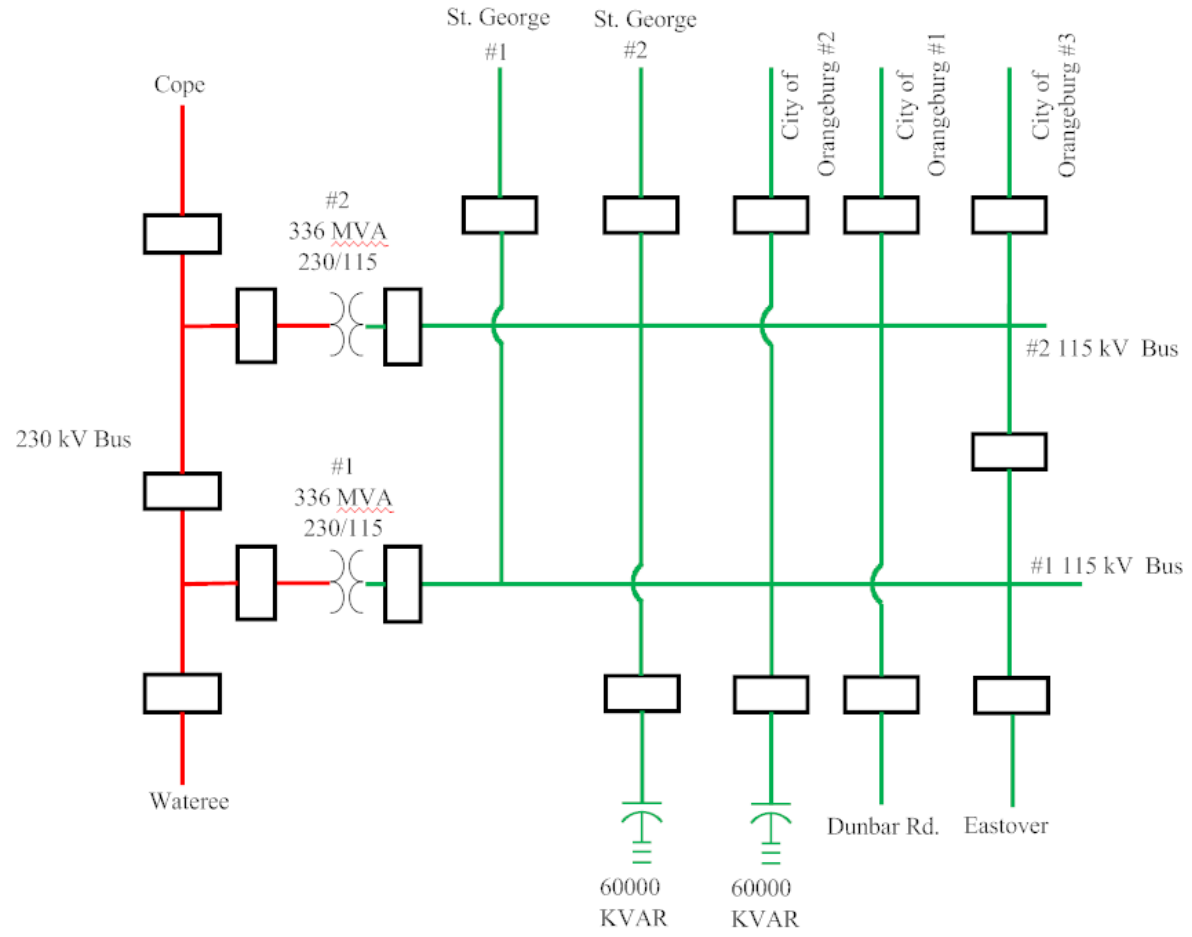 St. George
#1
St. George
#2
City of
Orangeburg #2
City of
Orangeburg #1
City of
Orangeburg #3
Cope
#2
336 MVA
230/115
#2 115 kV Bus
230 kV Bus
#1
336 MVA
230/115
#1 115 kV Bus
Wateree
Dunbar Rd.
Eastover
60000
KVAR
60000
KVAR